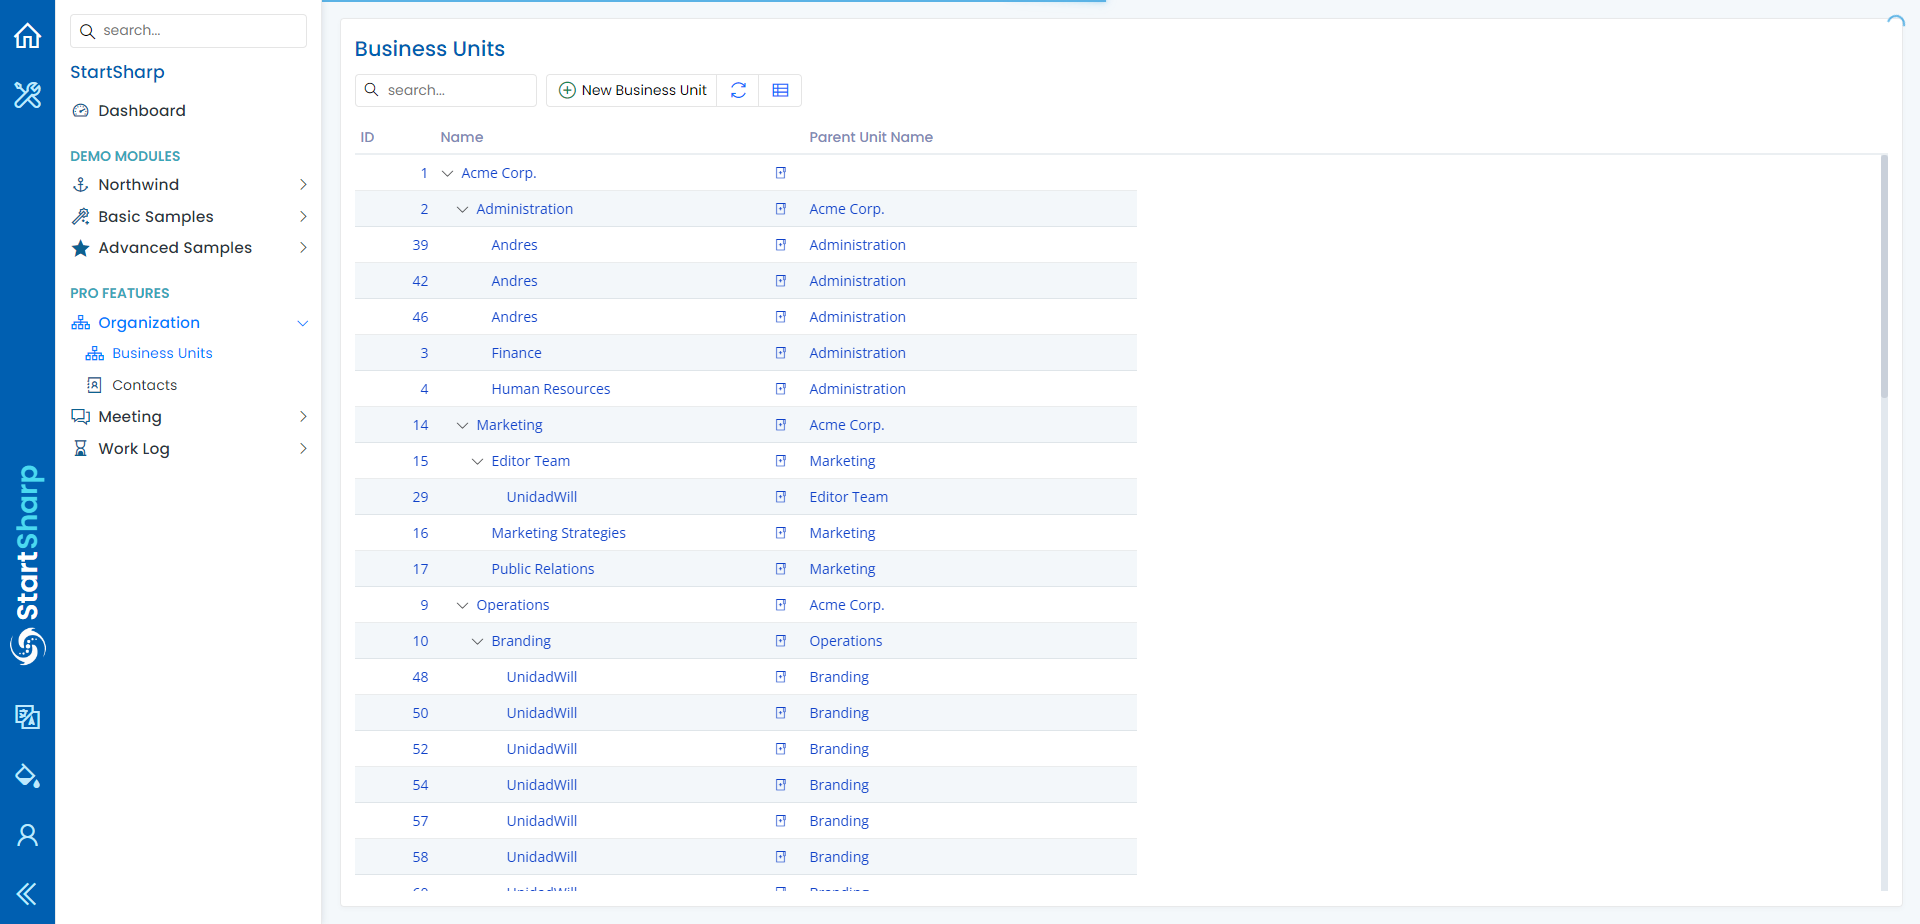 search...
StartSharp
Dashboard
DEMO MODULES
Northwind
Basic Samples
Advanced Samples
PRO FEATURES
Organization
Business Units
Contacts
Meeting
Work Log
StartSharp
Business Units
search...
New Business Unit
ID Name Parent Unit Name
1 Acme Corp.
2 Administration Acme Corp.
39 Andres Administration
42 Andres Administration
46 Andres Administration
3 Finance Administration
4 Human Resources Administration
14 Marketing Acme Corp.
15 Editor Team Marketing
29 UnidadWill Editor Team
16 Marketing Strategies Marketing
17 Public Relations Marketing
9 Operations Acme Corp.
10 Branding Operations
48 UnidadWill Branding
50 UnidadWill Branding
52 UnidadWill Branding
54 UnidadWill Branding
57 UnidadWill Branding
58 UnidadWill Branding
UnidadWill Branding